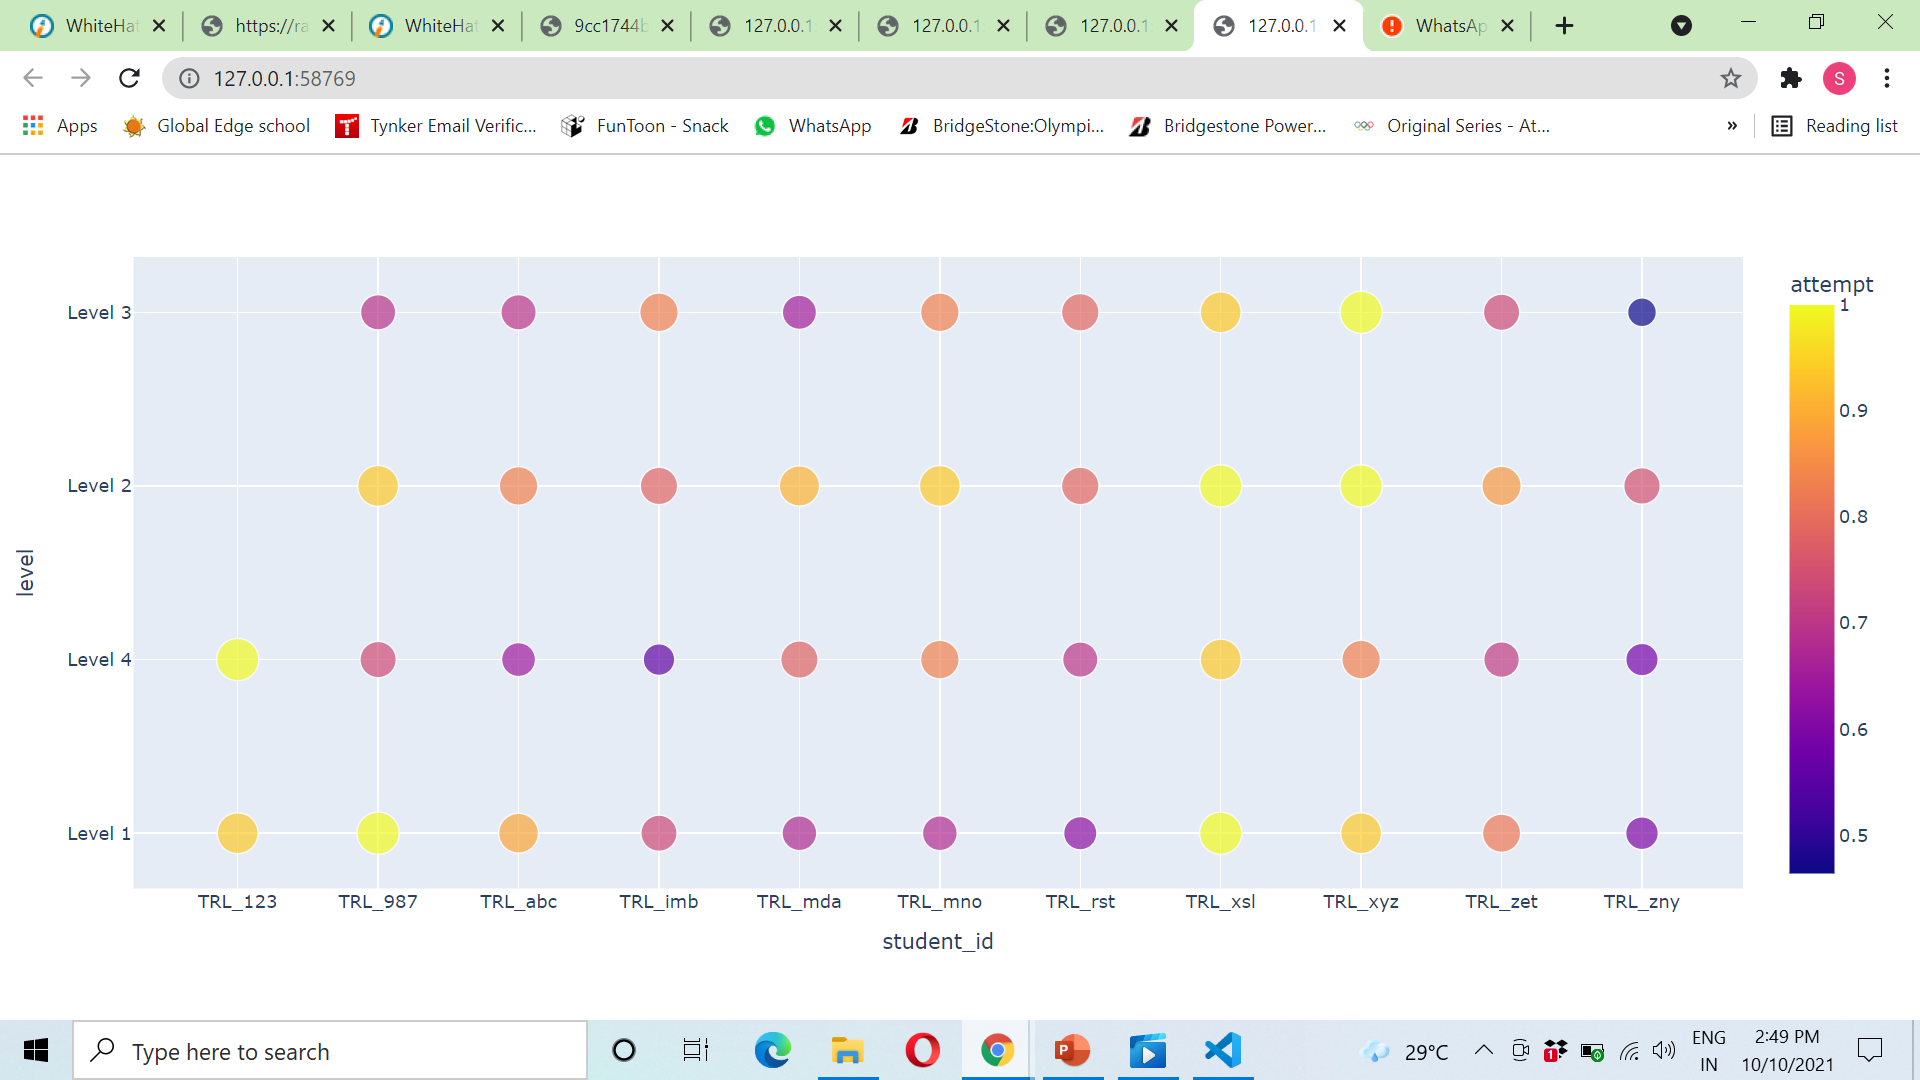 WhiteHat https://ra WhiteHat 9cc1744b 127.0.0.1 127.0.0.1 127.0.0.1 127.0.0.1 WhatsAp
127.0.0.1:58769
S
Apps Global Edge school Tynker Email Verific... FunToon - Snack WhatsApp BridgeStone:Olympi... Bridgestone Power... Original Series - At... » Reading list
attempt
1
0.9
0.8
0.7
0.6
0.5
Level 3
Level 2
Level 4
Level 1
level
TRL_123 TRL_987 TRL_abc TRL_imb TRL_mda TRL_mno TRL_rst TRL_xsl TRL_xyz TRL_zet TRL_zny
student_id
Type here to search
29°C
1
ENG
IN
2:49 PM
10/10/2021